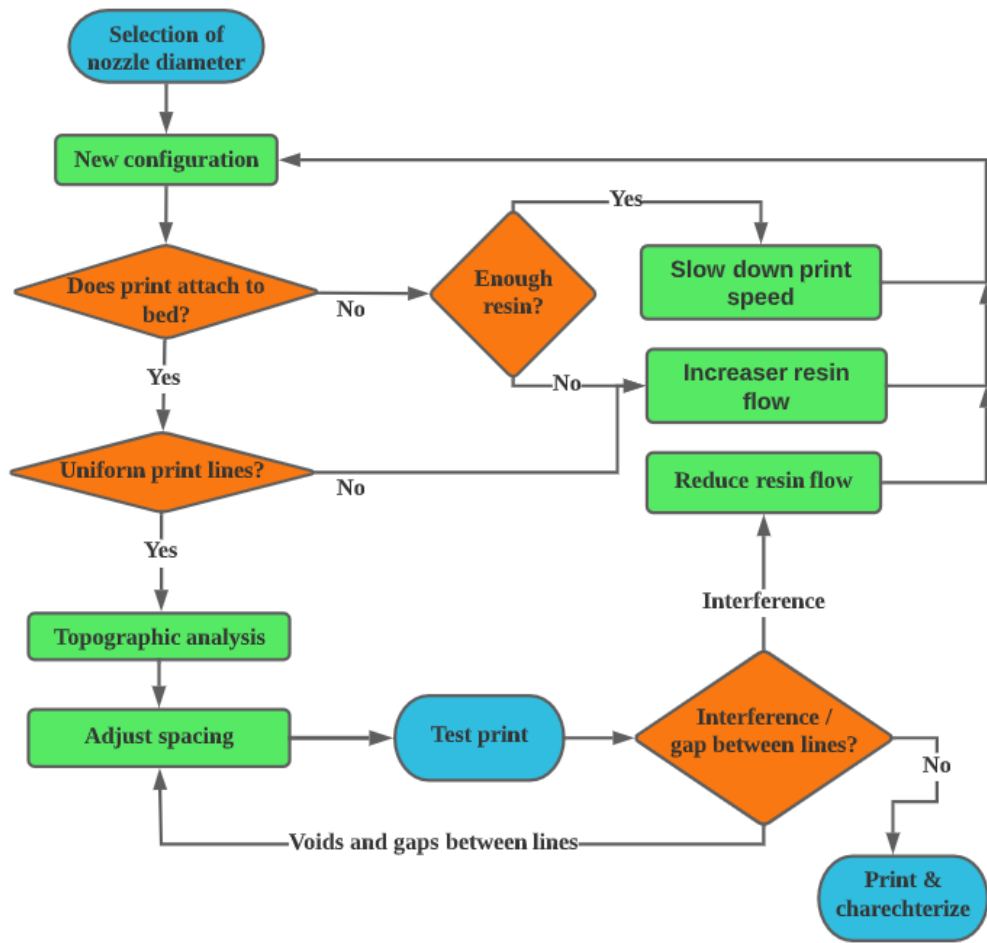 Selection of
nozzle diameter
New configuration
Yes
Does print attach to
bed?
No
Enough
resin?
Slow down print
speed
Yes
No
Increaser resin
flow
Uniform print lines?
No
Reduce resin flow
Yes
Interference
Topographic analysis
Adjust spacing
Test print
Interference /
gap between lines?
No
Voids and gaps between lines
Print &
charechterize